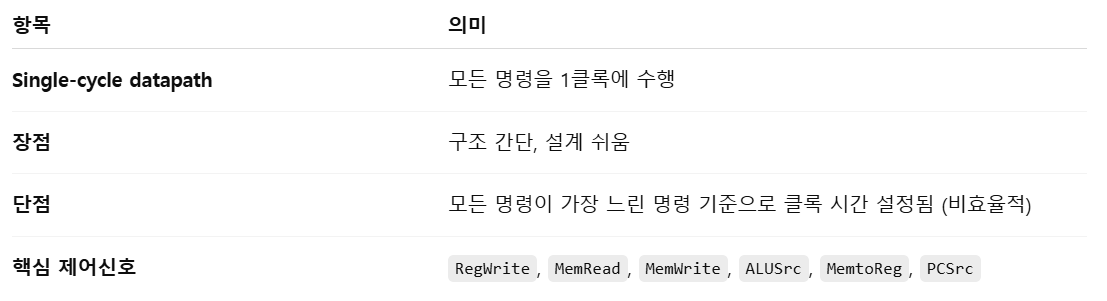 항목 의미
Single-cycle datapath 모든 명령을 1클록에 수행
장점 구조 간단, 설계 쉬움
단점 모든 명령이 가장 느린 명령 기준으로 클록 시간 설정됨 (비효율적)
핵심 제어신호 RegWrite, MemRead, MemWrite, ALUSrc, MemtoReg, PCSrc